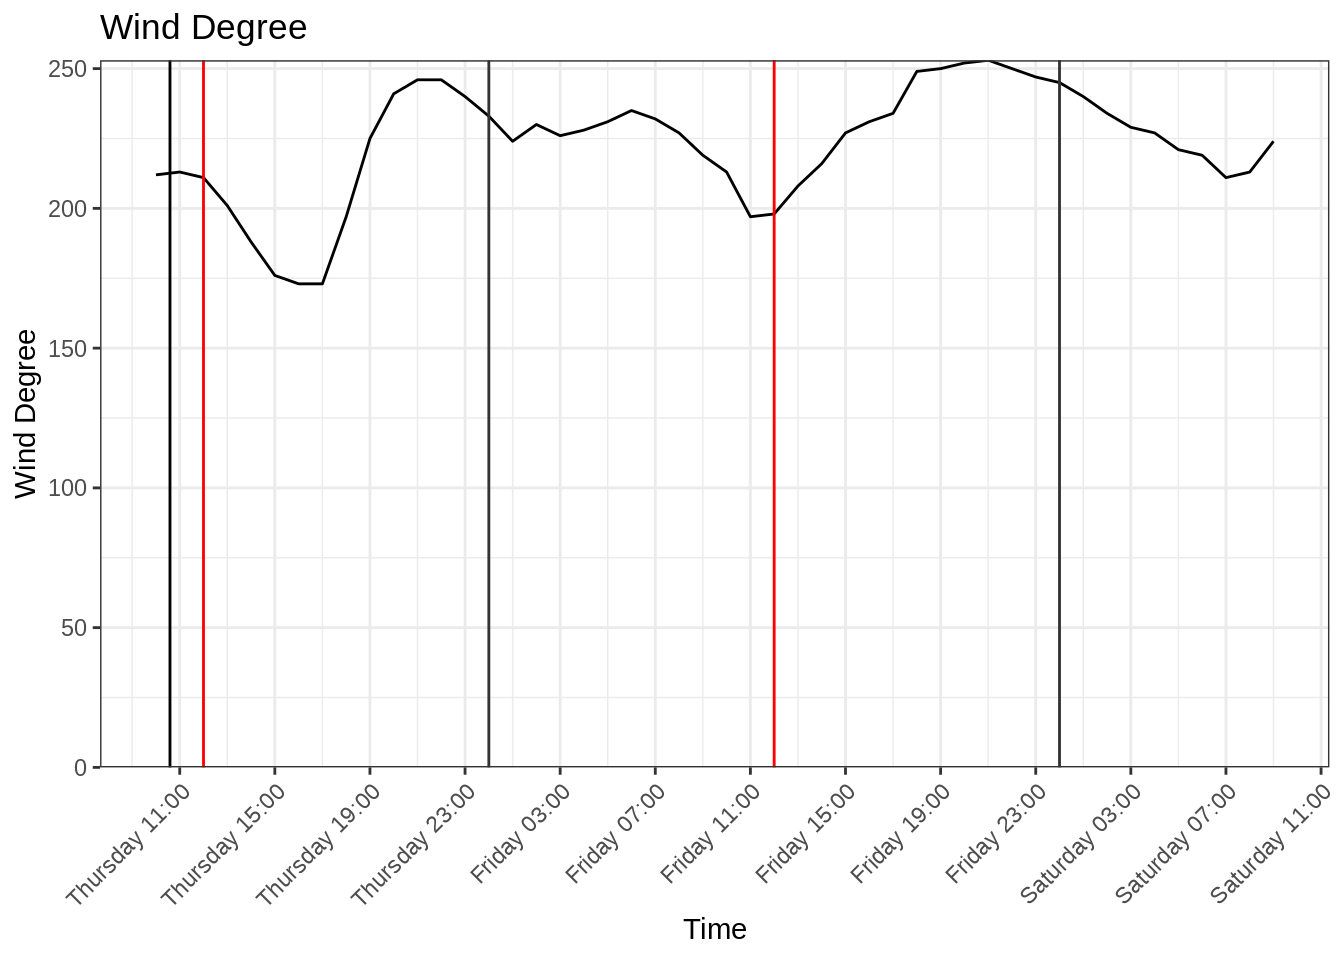 Wind Degree
Wind Degree
250
200
150
100
50
0
Thursday 11:00
Thursday 15:00
Thursday 19:00
Thursday 23:00
Friday 03:00
Friday 07:00
Friday 11:00
Friday 15:00
Friday 19:00
Friday 23:00
Saturday 03:00
Saturday 07:00
Saturday 11:00
Time